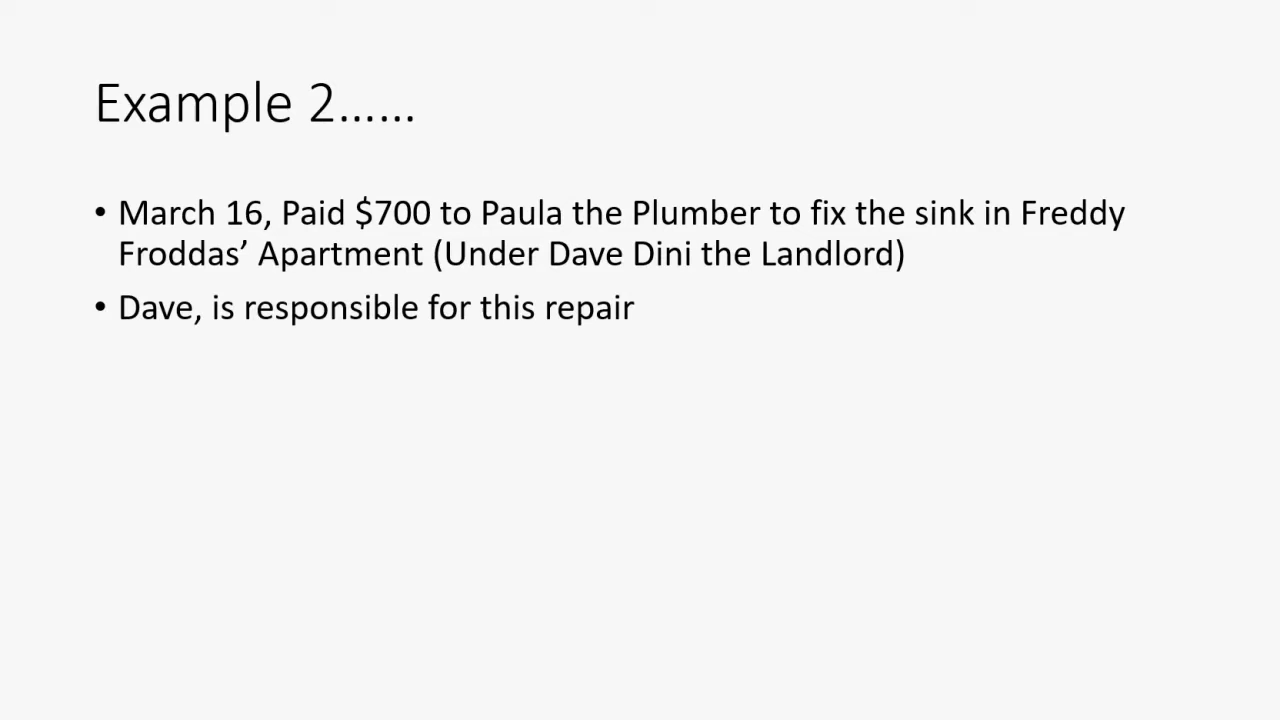 Example 2......
• March 16, Paid $700 to Paula the Plumber to fix the sink in Freddy
Froddas’ Apartment (Under Dave Dini the Landlord)
• Dave, is responsible for this repair